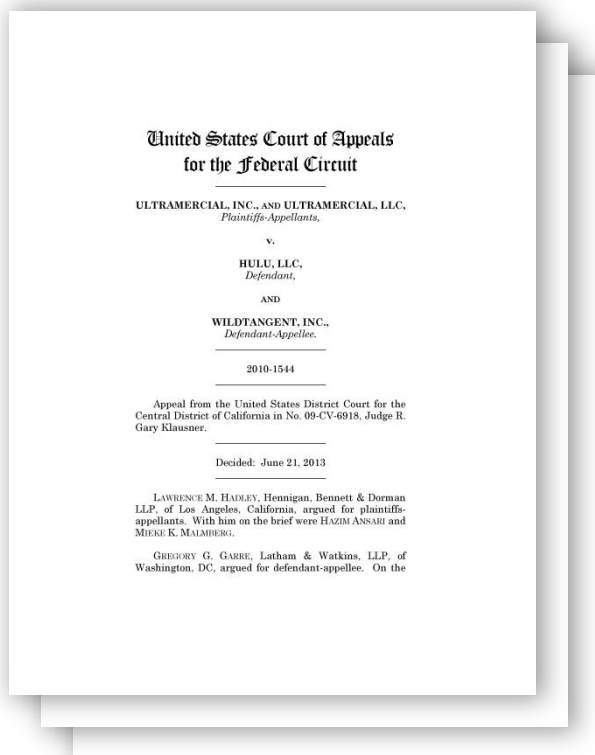 United States Court of Appeals
for the Federal Circuit
ULTRAMERCIAL, INC., AND ULTRAMERCIAL, LLC,
Plaintiffs-Appellants,
v.
HULU, LLC,
Defendant,
AND
WILDTANGENT, INC.,
Defendant-Appellee.
2010-1544
Appeal from the United States District Court for the
Central District of California in No. 09-CV-6918, Judge R.
Gary Klausner.
Decided: June 21, 2013
LAWRENCE M. HADLEY, Hennigan, Bennett & Dorman
LLP, of Los Angeles, California, argued for plaintiffs-
appellants. With him on the brief were HAZIM ANSARI and
MIEKE K. MALMBERG.
GREGORY G. GARRE, Latham & Watkins, LLP, of
Washington, DC, argued for defendant-appellee. On the